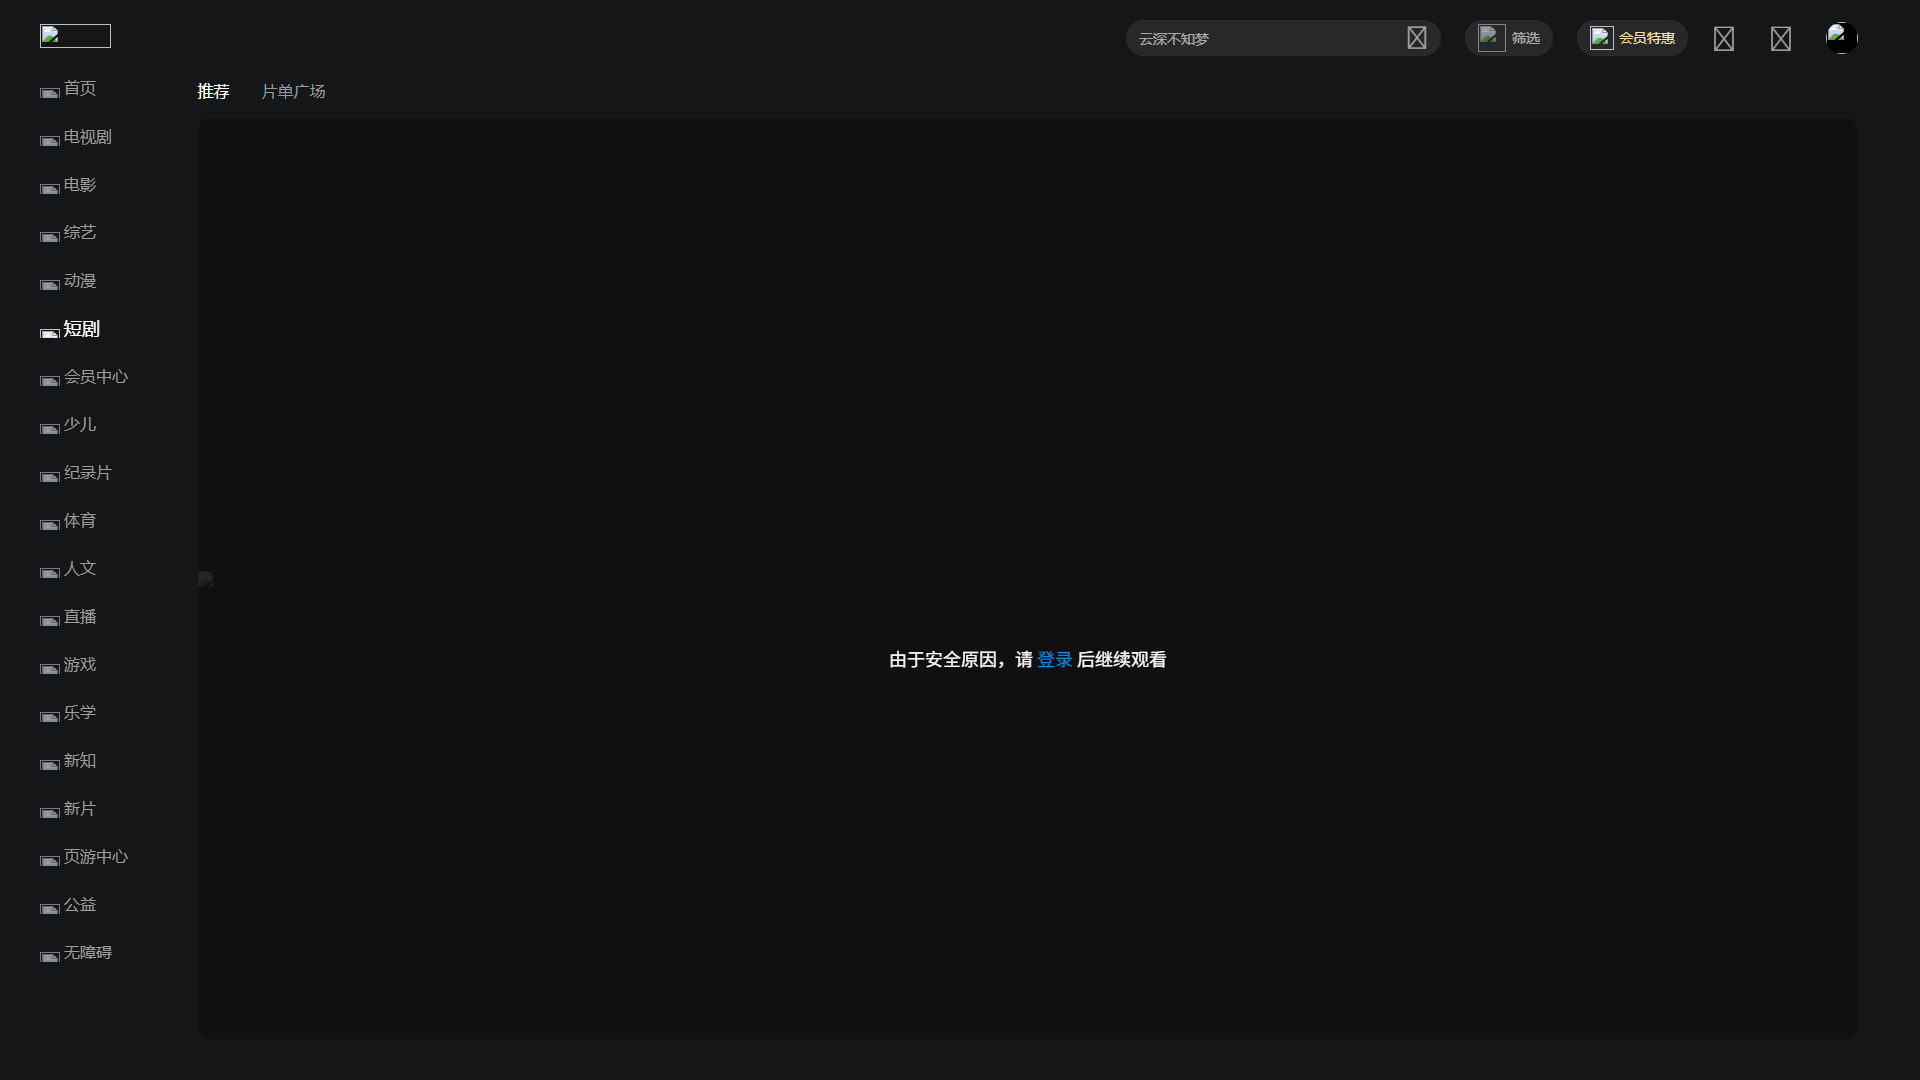 云深不知梦
筛选
会员特惠
首页
电视剧
电影
综艺
动漫
短剧
会员中心
少儿
纪录片
体育
人文
直播
游戏
乐学
新知
新片
页游中心
公益
无障碍
推荐
片单广场
由于安全原因，请 登录 后继续观看